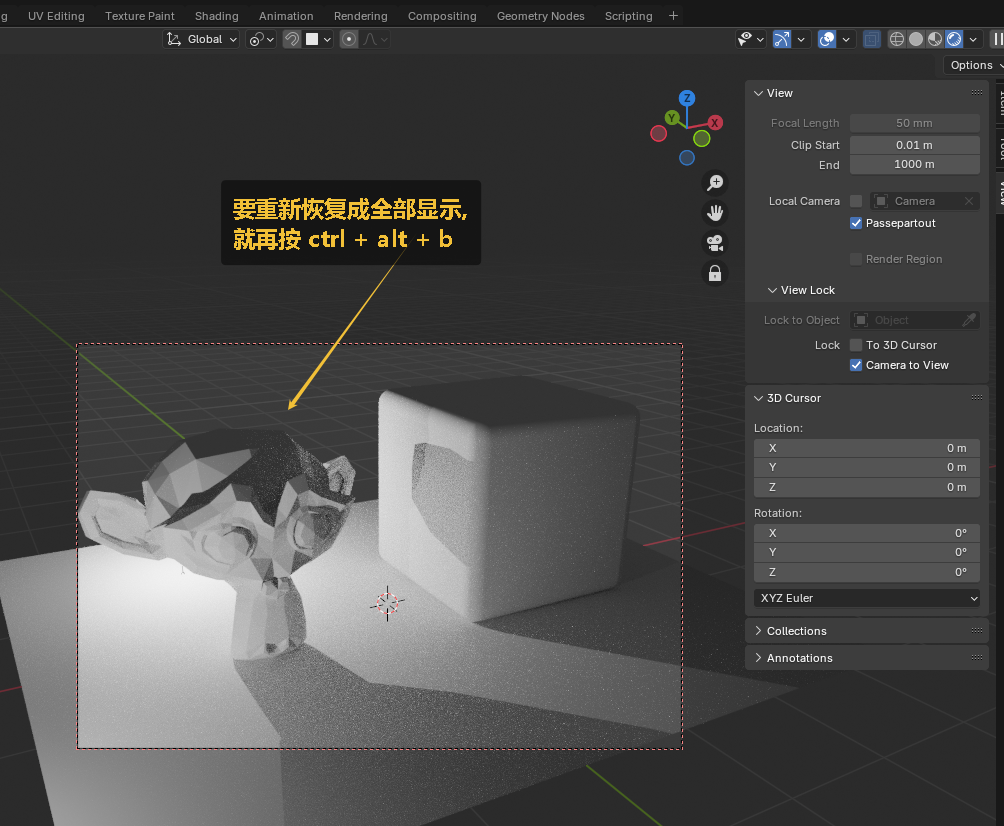 UV Editing Texture Paint Shading Animation Rendering Compositing Geometry Nodes Scripting +
Global
Options
View
Focal Length 50 mm
Clip Start 0.01 m
End 1000 m
Local Camera Camera
Passepartout
Render Region
View Lock
Lock to Object Object
Lock To 3D Cursor
Camera to View
3D Cursor
Location:
X 0 m
Y 0 m
Z 0 m
Rotation:
X 0°
Y 0°
Z 0°
XYZ Euler
Collections
Annotations
Z
Y
X
要重新恢复成全部显示,
就再按 ctrl + alt + b